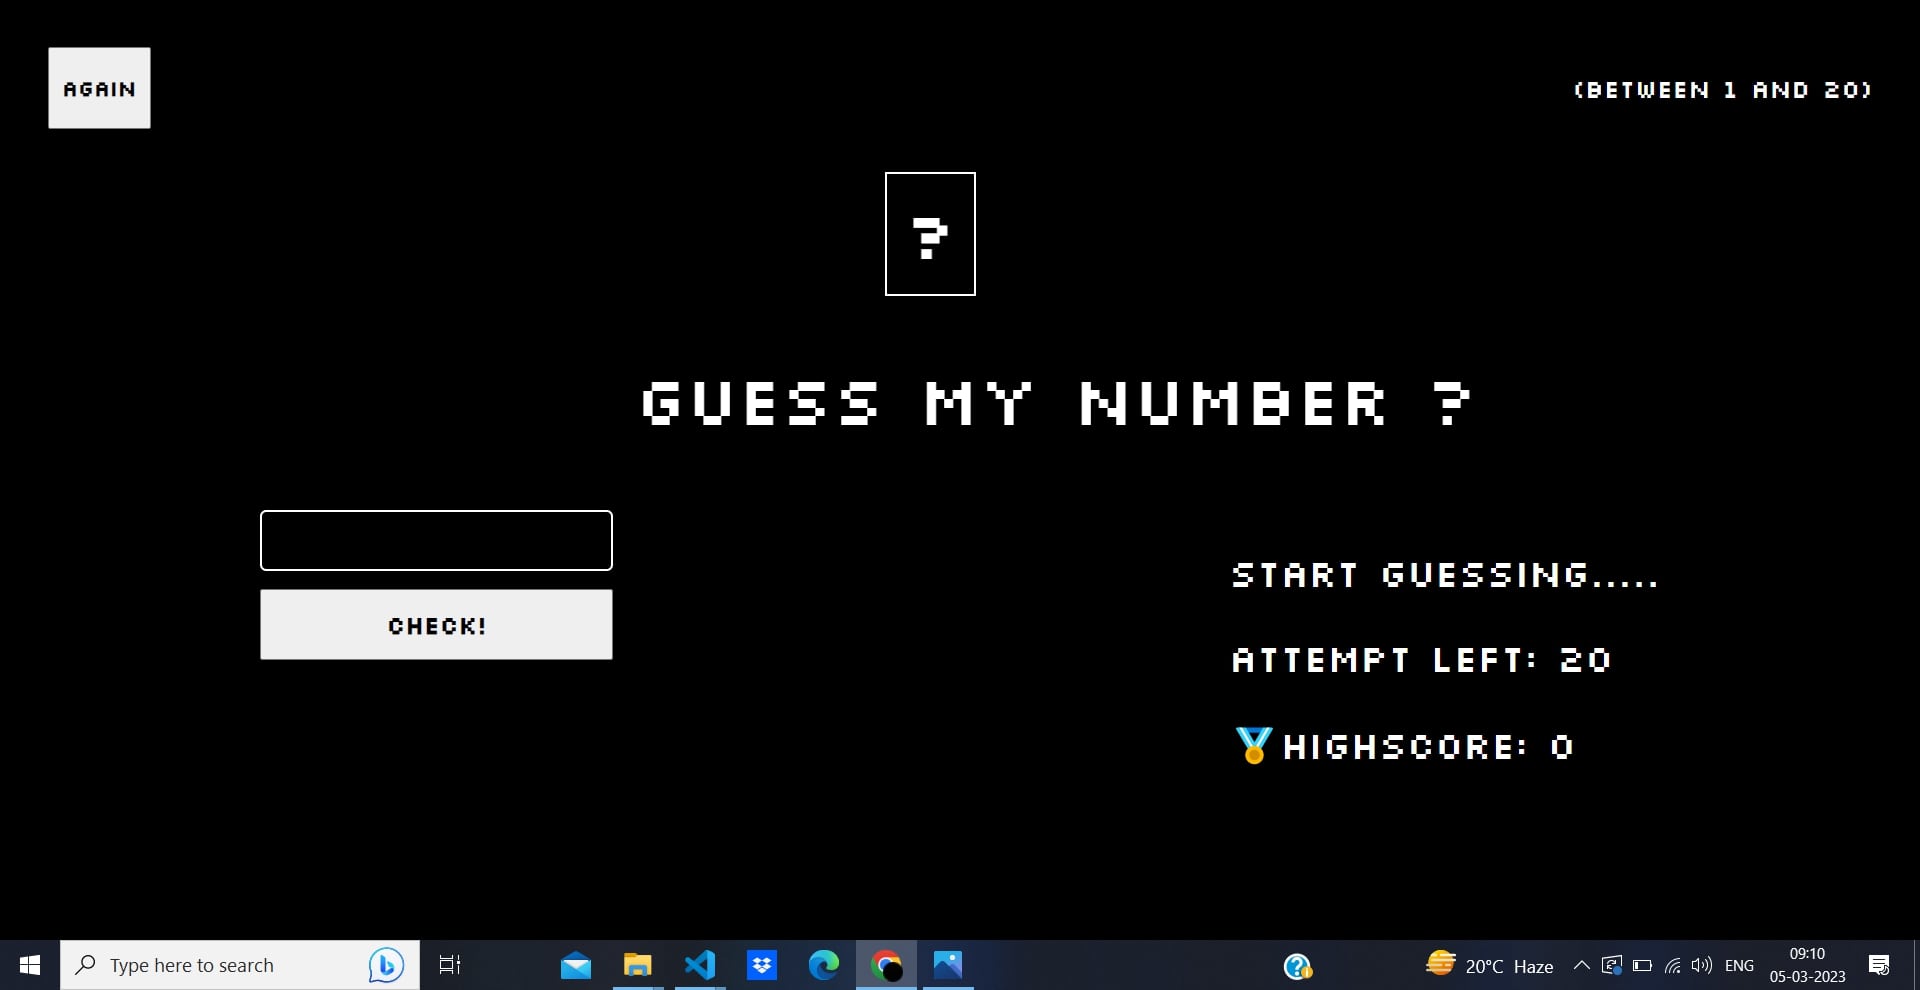 AGAIN
(BETWEEN 1 AND 20)
?
GUESS MY NUMBER ?
CHECK!
START GUESSING.....
ATTEMPT LEFT: 20
🏅HIGHSCORE: 0
Type here to search
20°C Haze
ENG
09:10
05-03-2023